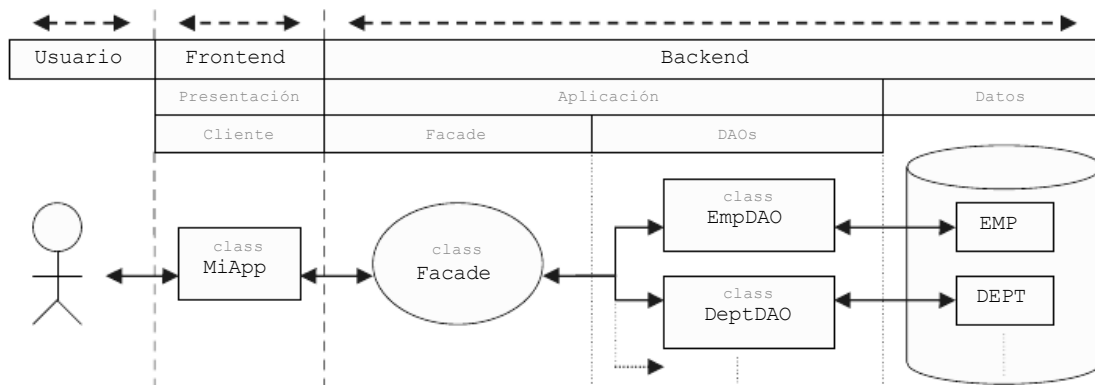 Usuario Frontend Backend
Presentación Aplicación Datos
Cliente Facade DAOs
class
EmpDAO
EMP
class
MiApp
class
Facade
class
DeptDAO
DEPT